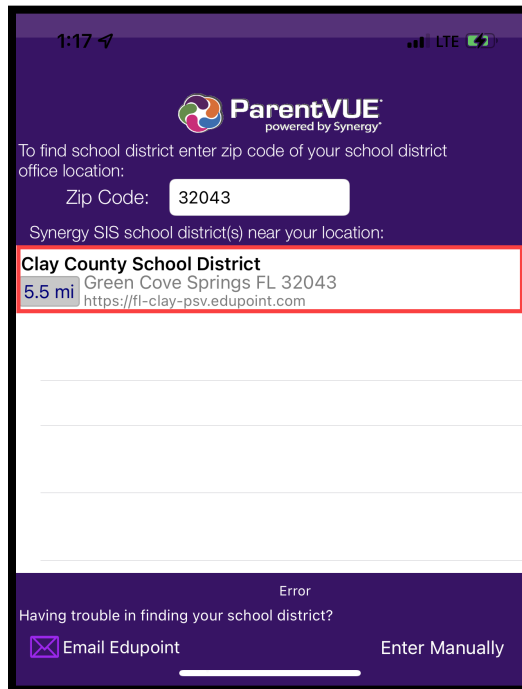 1:17
LTE
ParentVUE
powered by Synergy
To find school district enter zip code of your school district
office location:
Zip Code: 32043
Synergy SIS school district(s) near your location:
Clay County School District
5.5 mi Green Cove Springs FL 32043
https://fl-clay-psv.edupoint.com
Error
Having trouble in finding your school district?
Email Edupoint Enter Manually